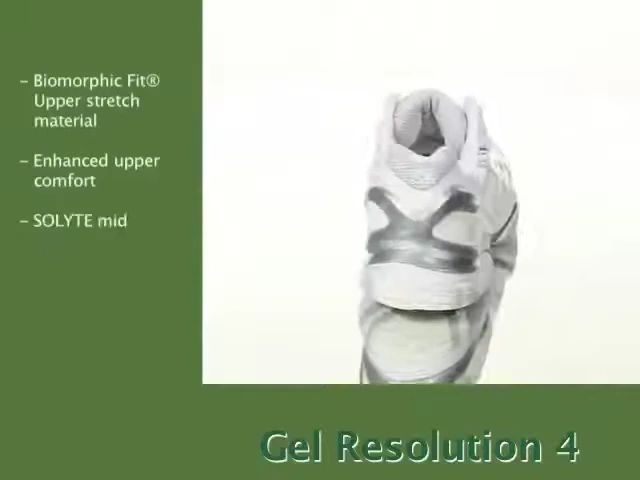 – Biomorphic Fit®
Upper stretch
material
– Enhanced upper
comfort
– SOLYTE mid
Gel Resolution 4